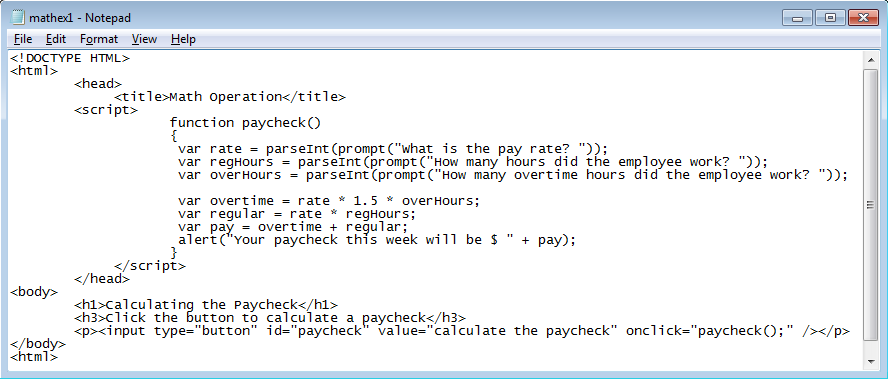 mathex1 - Notepad
File Edit Format View Help
<!DOCTYPE HTML>
<html>
<head>
<title>Math Operation</title>
<script>
function paycheck()
{
var rate = parseInt(prompt("What is the pay rate? "));
var regHours = parseInt(prompt("How many hours did the employee work? "));
var overHours = parseInt(prompt("How many overtime hours did the employee work? "));
var overtime = rate * 1.5 * overHours;
var regular = rate * regHours;
var pay = overtime + regular;
alert("Your paycheck this week will be $ " + pay);
}
</script>
</head>
<body>
<h1>Calculating the Paycheck</h1>
<h3>Click the button to calculate a paycheck</h3>
<p><input type="button" id="paycheck" value="calculate the paycheck" onclick="paycheck();" /></p>
</body>
<html>